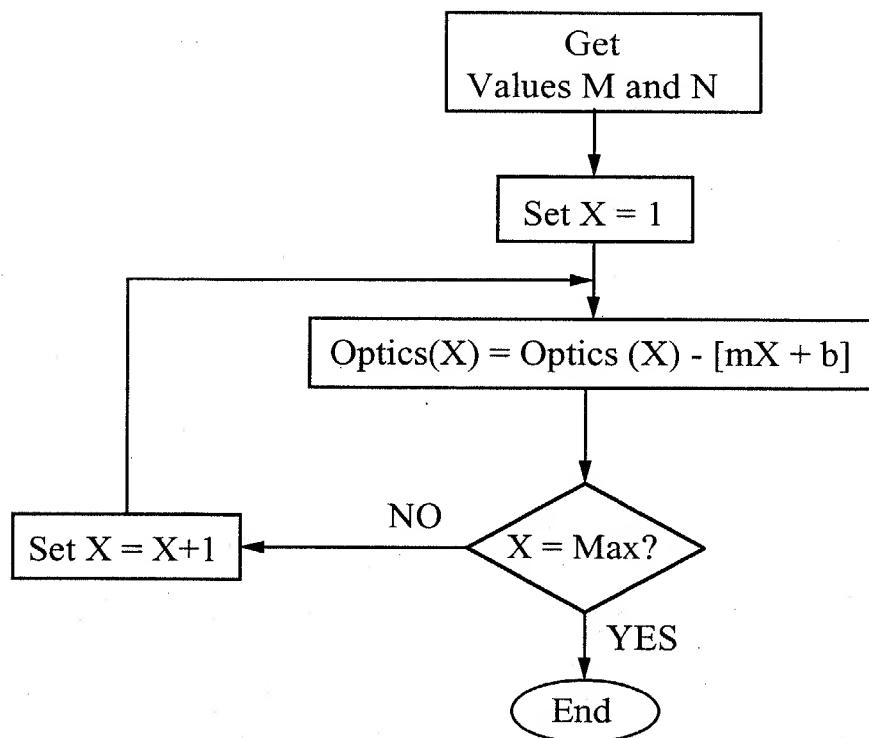 Get
Values M and N
Set X = 1
Optics(X) = Optics (X) - [mX + b]
NO
Set X = X+1
X = Max?
YES
End